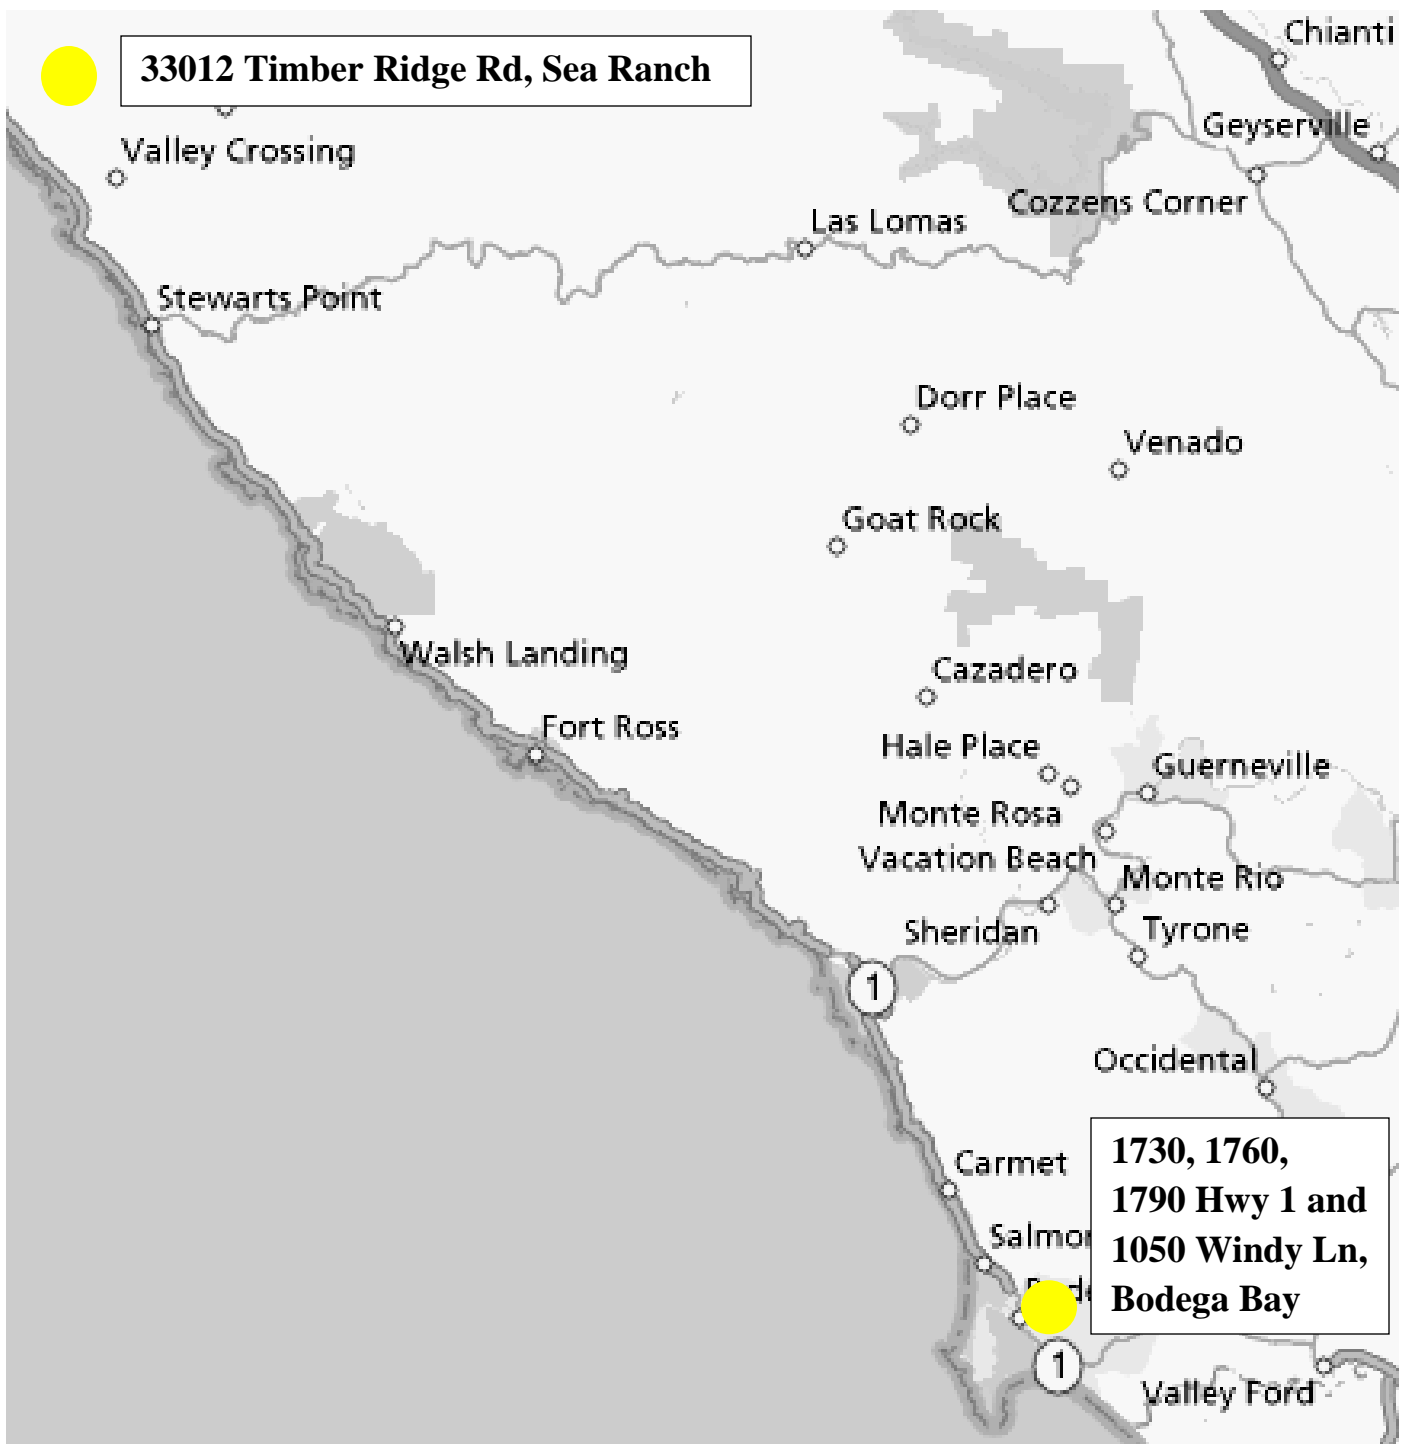 Chianti
33012 Timber Ridge Rd, Sea Ranch
Geyserville
Valley Crossing
Cozzens Corner
Las Lomas
Stewarts Point
Dorr Place
Venado
Goat Rock
Walsh Landing
Cazadero
Fort Ross
Hale Place
Guerneville
Monte Rosa
Vacation Beach
Monte Rio
Sheridan
Tyrone
1
Occidental
1730, 1760,
1790 Hwy 1 and
1050 Windy Ln,
Bodega Bay
Carmet
1
Valley Ford